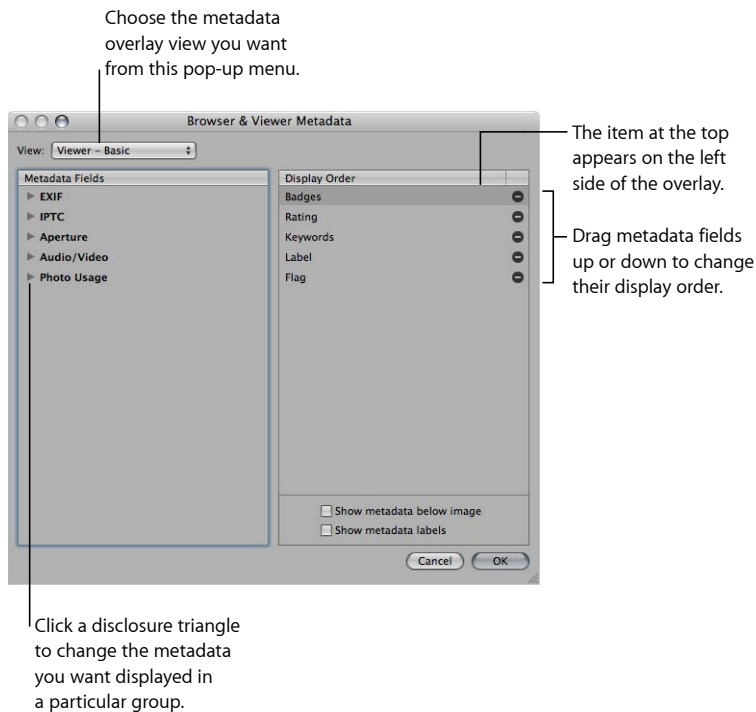 Choose the metadata
overlay view you want
from this pop-up menu.
Browser & Viewer Metadata
View: Viewer – Basic
The item at the top
appears on the left
side of the overlay.
Metadata Fields
EXIF
IPTC
Aperture
Audio/Video
Photo Usage
Display Order
Badges
Rating
Keywords
Label
Flag
Drag metadata fields
up or down to change
their display order.
Show metadata below image
Show metadata labels
Cancel
OK
Click a disclosure triangle
to change the metadata
you want displayed in
a particular group.